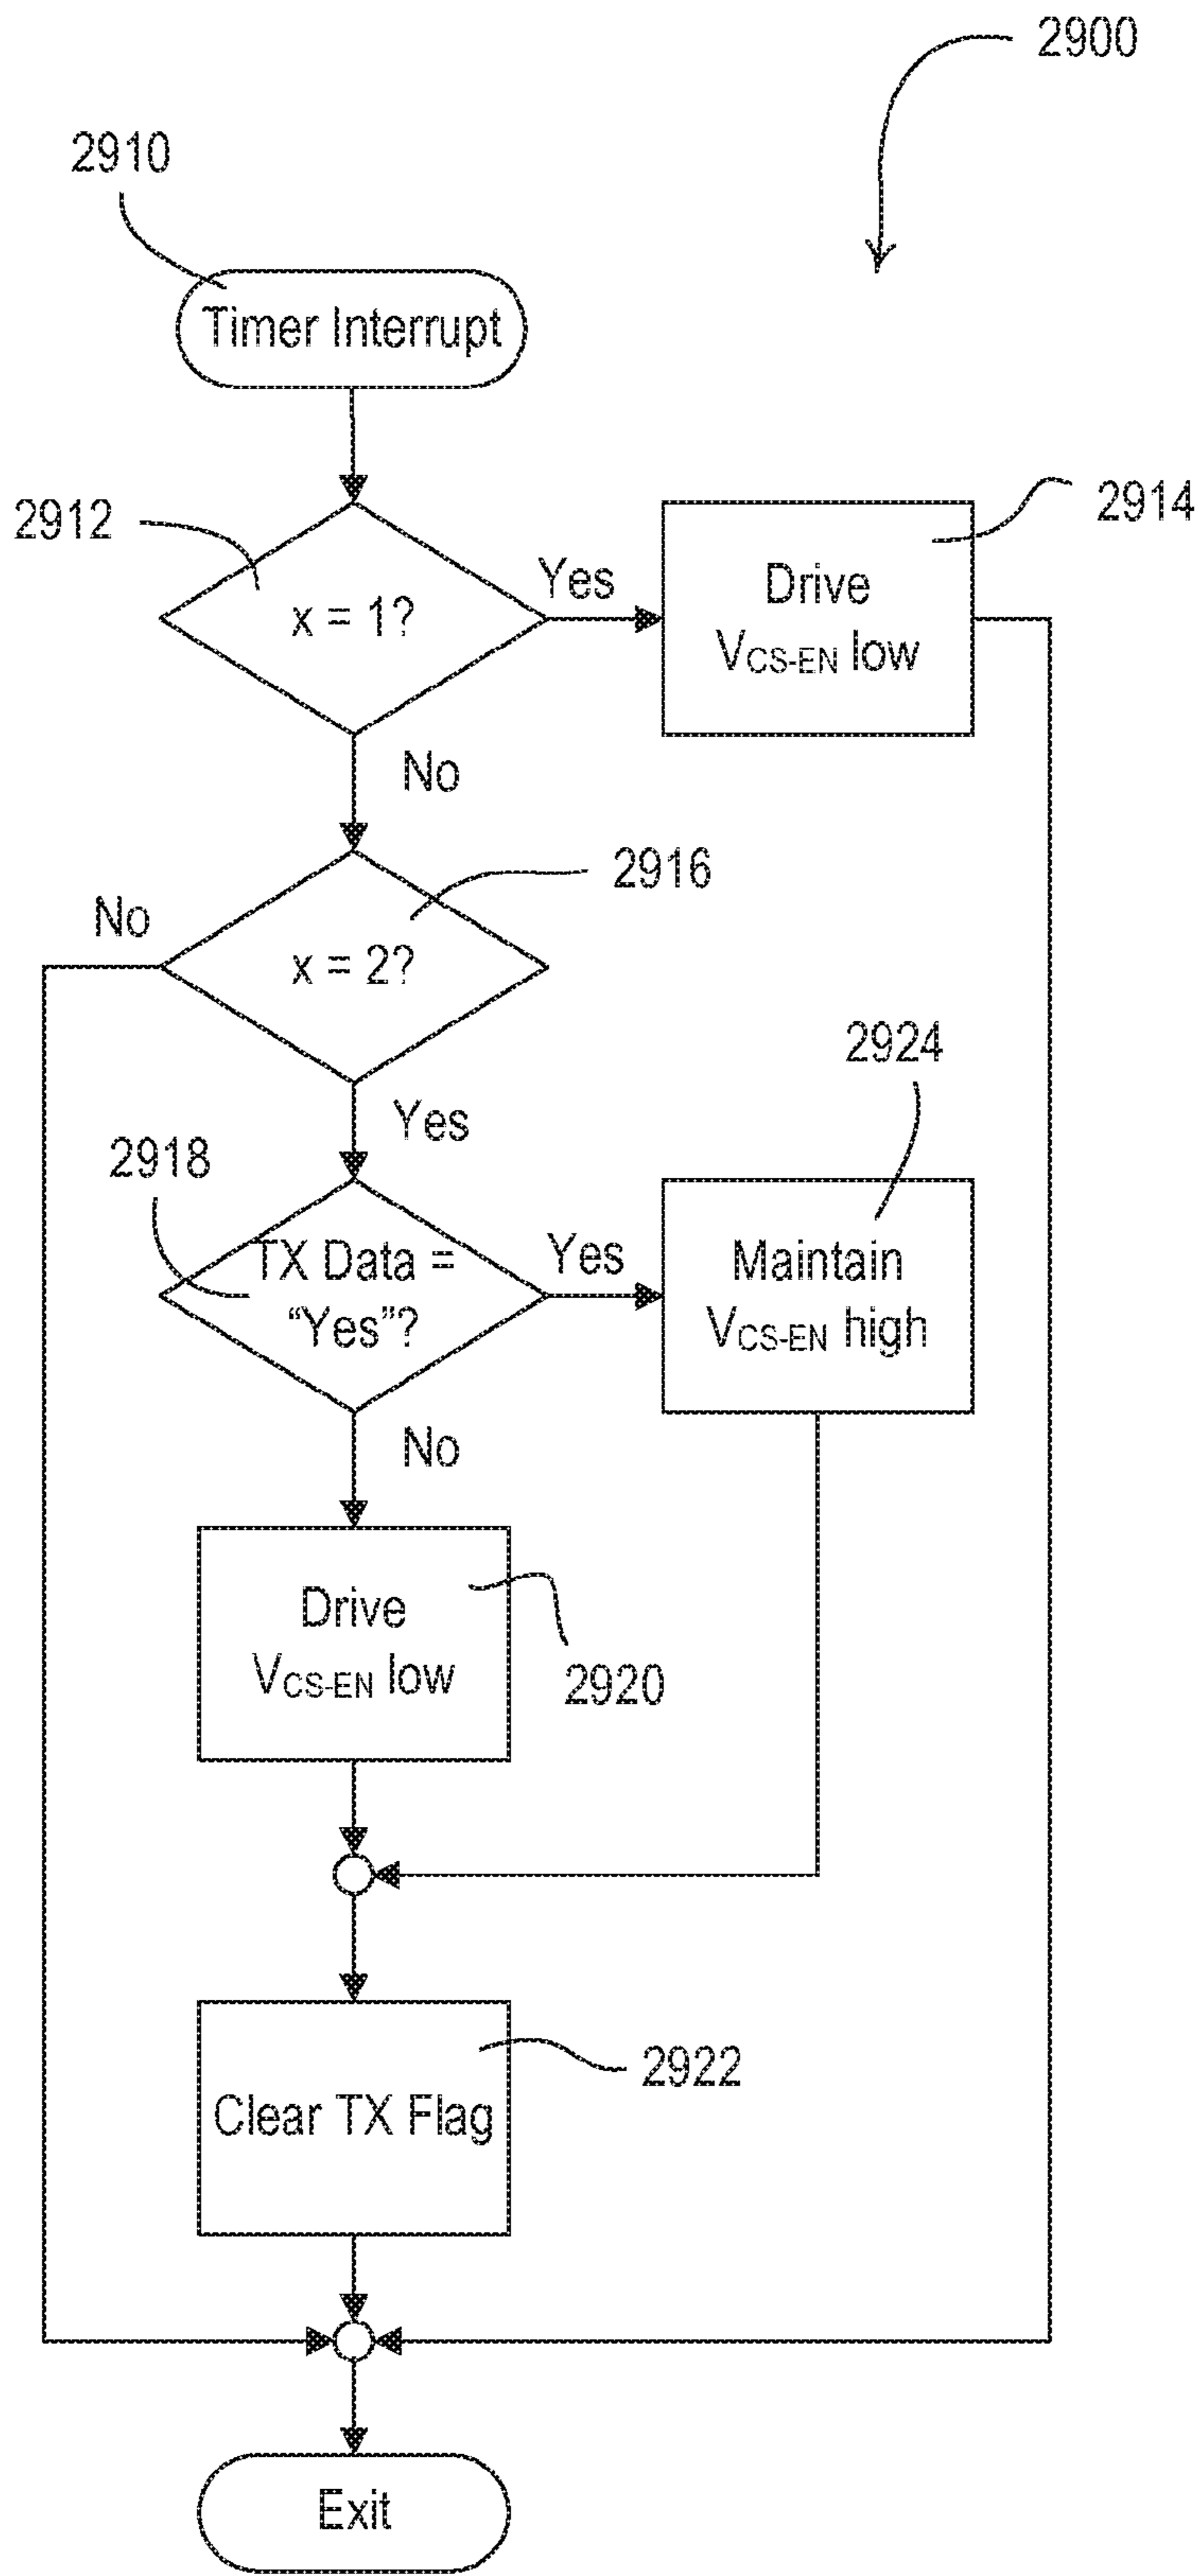 2900
2910
Timer Interrupt
2912
x = 1?
Yes
2914
Drive
VCS-EN low
No
2916
No
x = 2?
Yes
2924
2918
TX Data =
“Yes”?
Yes
Maintain
VCS-EN high
No
Drive
VCS-EN low
2920
2922
Clear TX Flag
Exit